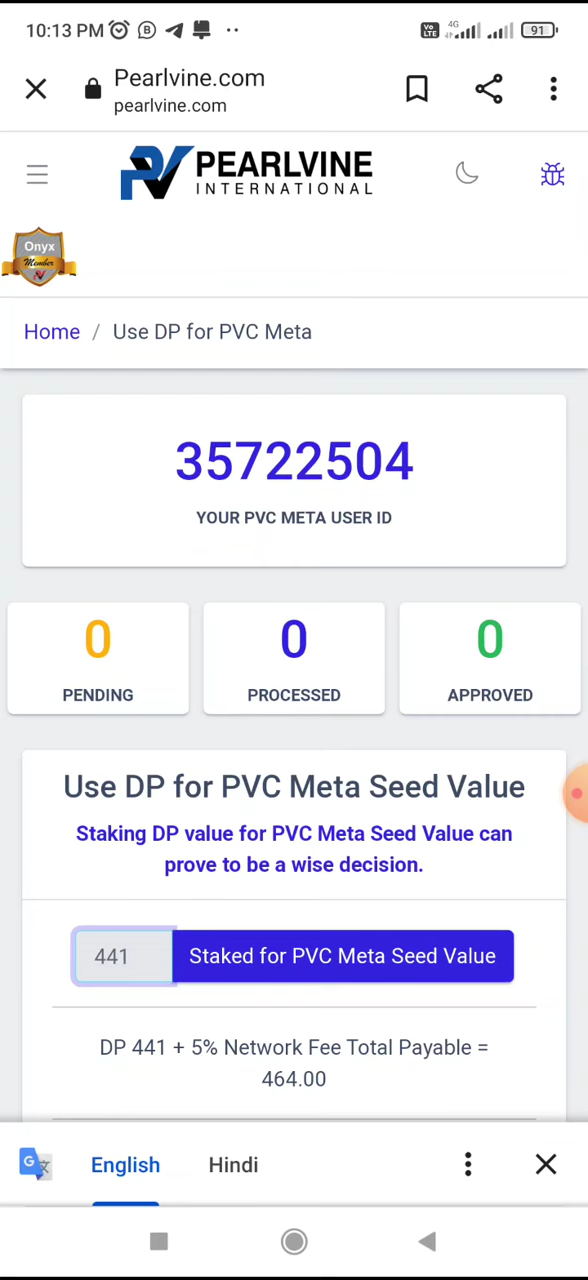 10:13 PM
4G
91
Pearlvine.com
pearlvine.com
PEARLVINE
INTERNATIONAL
Onyx
Member
Home / Use DP for PVC Meta
35722504
YOUR PVC META USER ID
0
PENDING
0
PROCESSED
0
APPROVED
Use DP for PVC Meta Seed Value
Staking DP value for PVC Meta Seed Value can
prove to be a wise decision.
441 Staked for PVC Meta Seed Value
DP 441 + 5% Network Fee Total Payable =
464.00
English Hindi